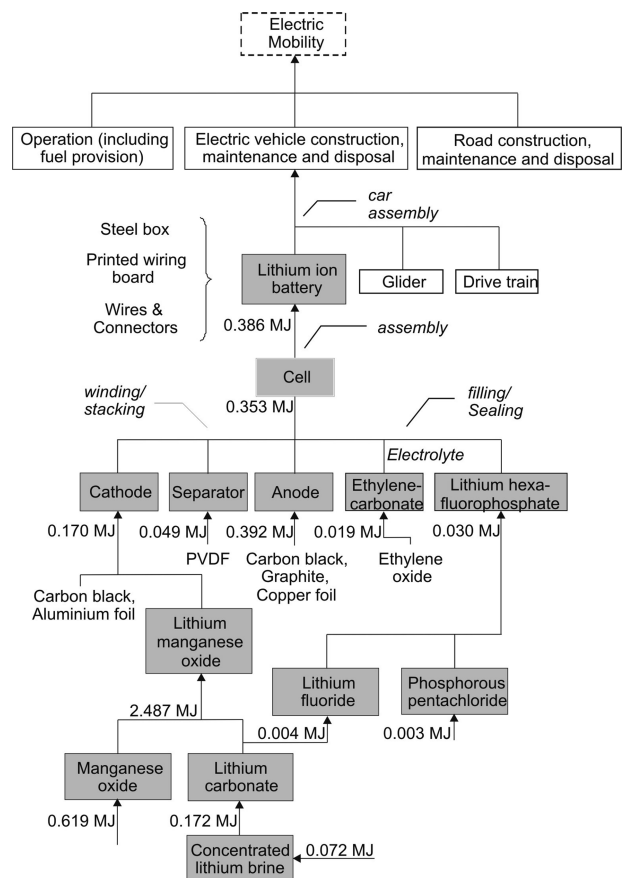 Electric
Mobility
Operation (including
fuel provision)
Electric vehicle construction,
maintenance and disposal
Road construction,
maintenance and disposal
car
assembly
Steel box
Printed wiring
board
Wires &
Connectors
Lithium ion
battery
Glider
Drive train
0.386 MJ
assembly
Cell
0.353 MJ
winding/
stacking
filling/
Sealing
Electrolyte
Cathode
Separator
Anode
Ethylene-
carbonate
Lithium hexa-
fluorophosphate
0.170 MJ
0.049 MJ
0.392 MJ
0.019 MJ
0.030 MJ
PVDF
Carbon black,
Graphite,
Copper foil
Ethylene
oxide
Carbon black,
Aluminium foil
Lithium
manganese
oxide
Lithium
fluoride
Phosphorous
pentachloride
2.487 MJ
0.004 MJ
0.003 MJ
Manganese
oxide
Lithium
carbonate
0.619 MJ
0.172 MJ
Concentrated
lithium brine
0.072 MJ